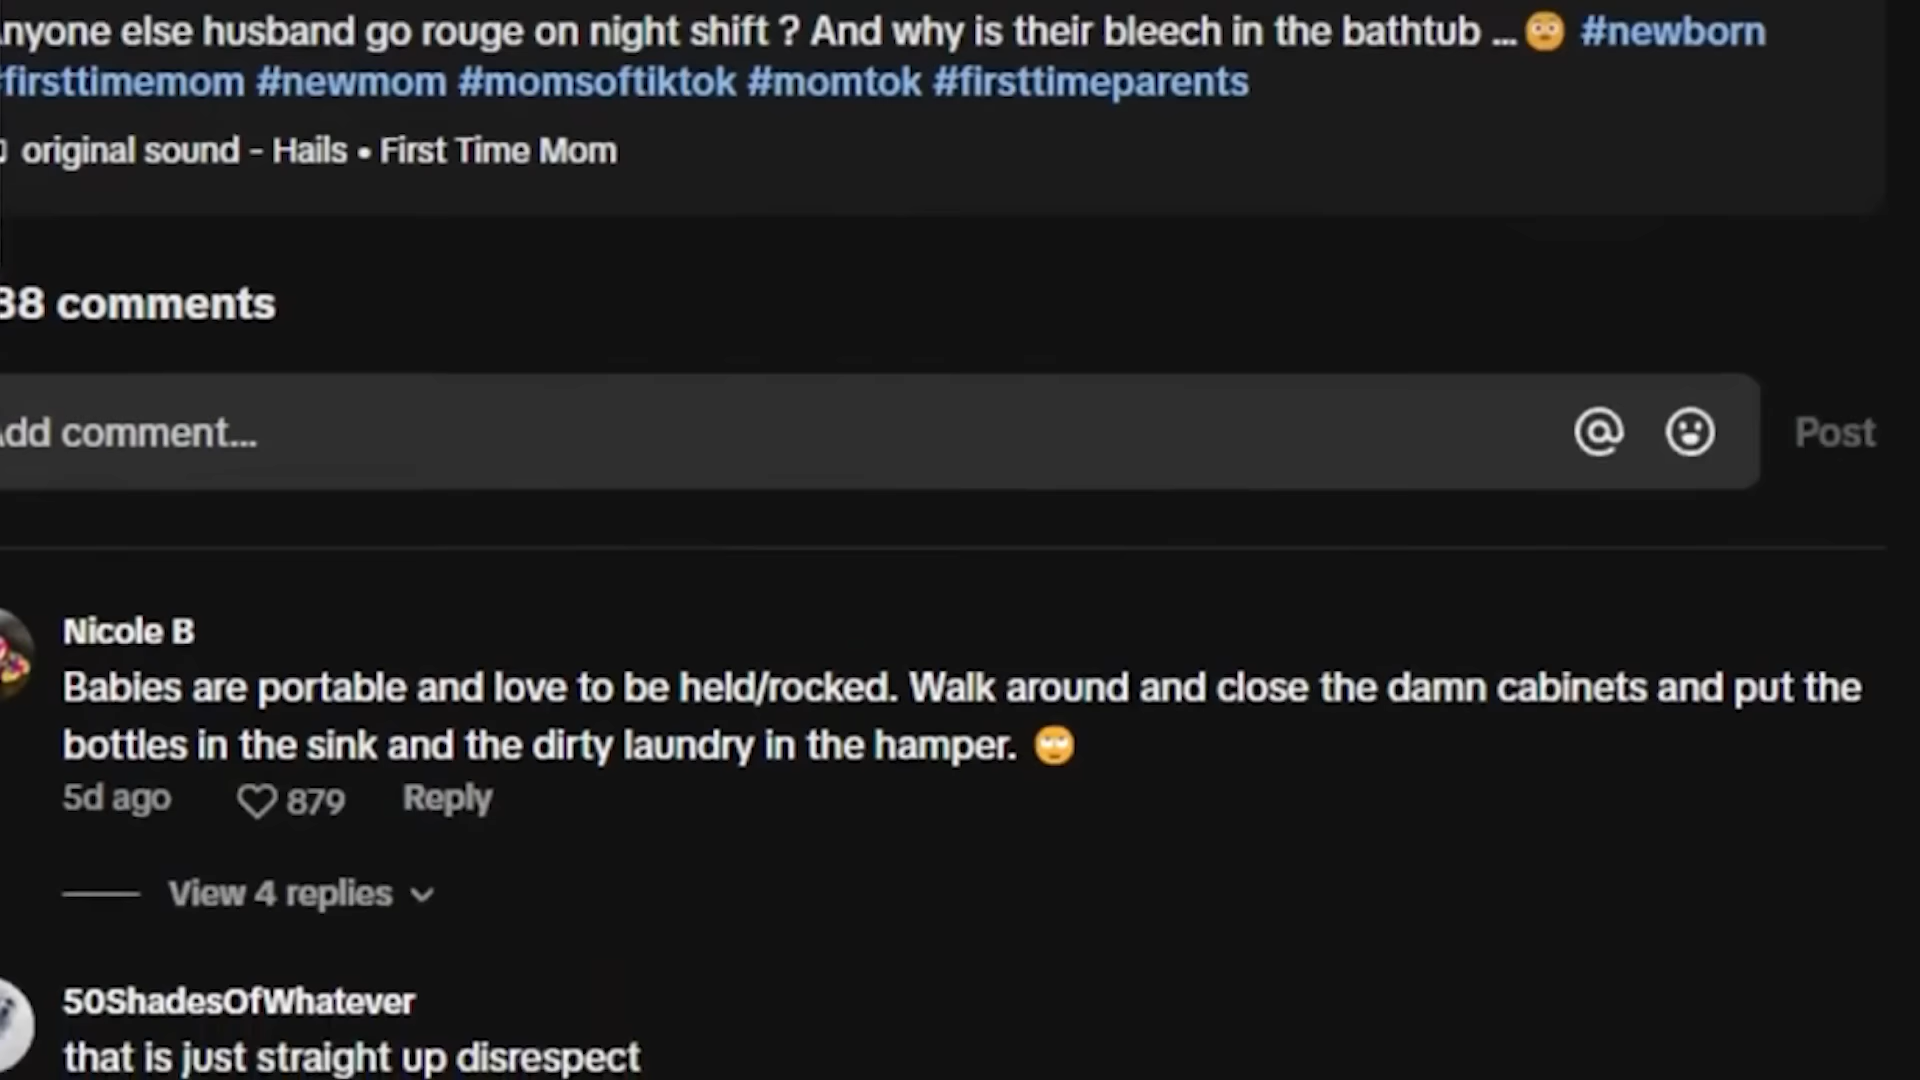 nyone else husband go rouge on night shift ? And why is their bleech in the bathtub ...😳 #newborn
#firsttimemom #newmom #momsoftiktok #momtok #firsttimeparents
original sound - Hails • First Time Mom
38 comments
Add comment...
Post
Nicole B
Babies are portable and love to be held/rocked. Walk around and close the damn cabinets and put the
bottles in the sink and the dirty laundry in the hamper. 🙄
5d ago 879 Reply
View 4 replies
50ShadesOfWhatever
that is just straight up disrespect